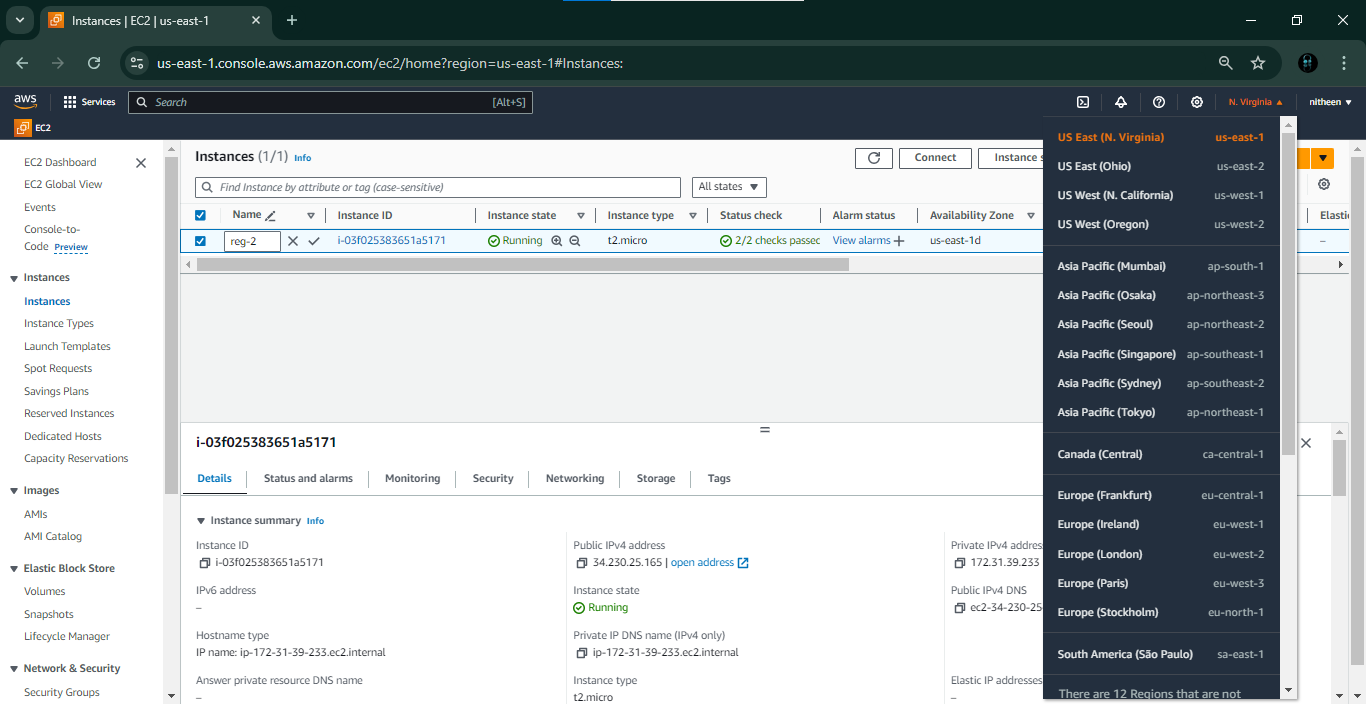 Instances | EC2 | us-east-1
us-east-1.console.aws.amazon.com/ec2/home?region=us-east-1#Instances:
aws Services Search [Alt+S] N. Virginia nitheen
EC2
EC2 Dashboard
EC2 Global View
Events
Console-to-
Code Preview
Instances
Instances
Instance Types
Launch Templates
Spot Requests
Savings Plans
Reserved Instances
Dedicated Hosts
Capacity Reservations
Images
AMIs
AMI Catalog
Elastic Block Store
Volumes
Snapshots
Lifecycle Manager
Network & Security
Security Groups
Instances (1/1) Info
Connect
Instance s
Find Instance by attribute or tag (case-sensitive)
All states
Name Instance ID Instance state Instance type Status check Alarm status Availability Zone Elasti
reg-2 i-03f025383651a5171 Running t2.micro 2/2 checks passec View alarms + us-east-1d –
i-03f025383651a5171
Details Status and alarms Monitoring Security Networking Storage Tags
Instance summary Info
Instance ID
i-03f025383651a5171
IPv6 address
–
Hostname type
IP name: ip-172-31-39-233.ec2.internal
Answer private resource DNS name
–
Public IPv4 address
34.230.25.165 | open address
Instance state
Running
Private IP DNS name (IPv4 only)
ip-172-31-39-233.ec2.internal
Instance type
t2.micro
Private IPv4 address
172.31.39.233
Public IPv4 DNS
ec2-34-230-25
Elastic IP addresses
–
US East (N. Virginia) us-east-1
US East (Ohio) us-east-2
US West (N. California) us-west-1
US West (Oregon) us-west-2
Asia Pacific (Mumbai) ap-south-1
Asia Pacific (Osaka) ap-northeast-3
Asia Pacific (Seoul) ap-northeast-2
Asia Pacific (Singapore) ap-southeast-1
Asia Pacific (Sydney) ap-southeast-2
Asia Pacific (Tokyo) ap-northeast-1
Canada (Central) ca-central-1
Europe (Frankfurt) eu-central-1
Europe (Ireland) eu-west-1
Europe (London) eu-west-2
Europe (Paris) eu-west-3
Europe (Stockholm) eu-north-1
South America (São Paulo) sa-east-1
There are 12 Regions that are not